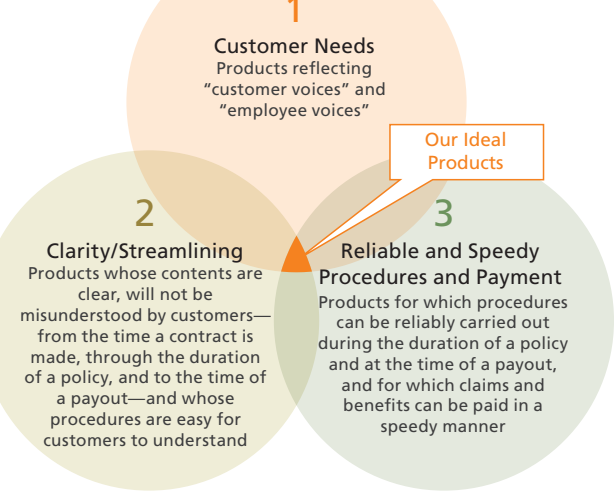 1
Customer Needs
Products reflecting
“customer voices” and
“employee voices”
Our Ideal
Products
2
Clarity/Streamlining
Products whose contents are
clear, will not be
misunderstood by customers—
from the time a contract is
made, through the duration
of a policy, and to the time of
a payout—and whose
procedures are easy for
customers to understand
3
Reliable and Speedy
Procedures and Payment
Products for which procedures
can be reliably carried out
during the duration of a policy
and at the time of a payout,
and for which claims and
benefits can be paid in a
speedy manner